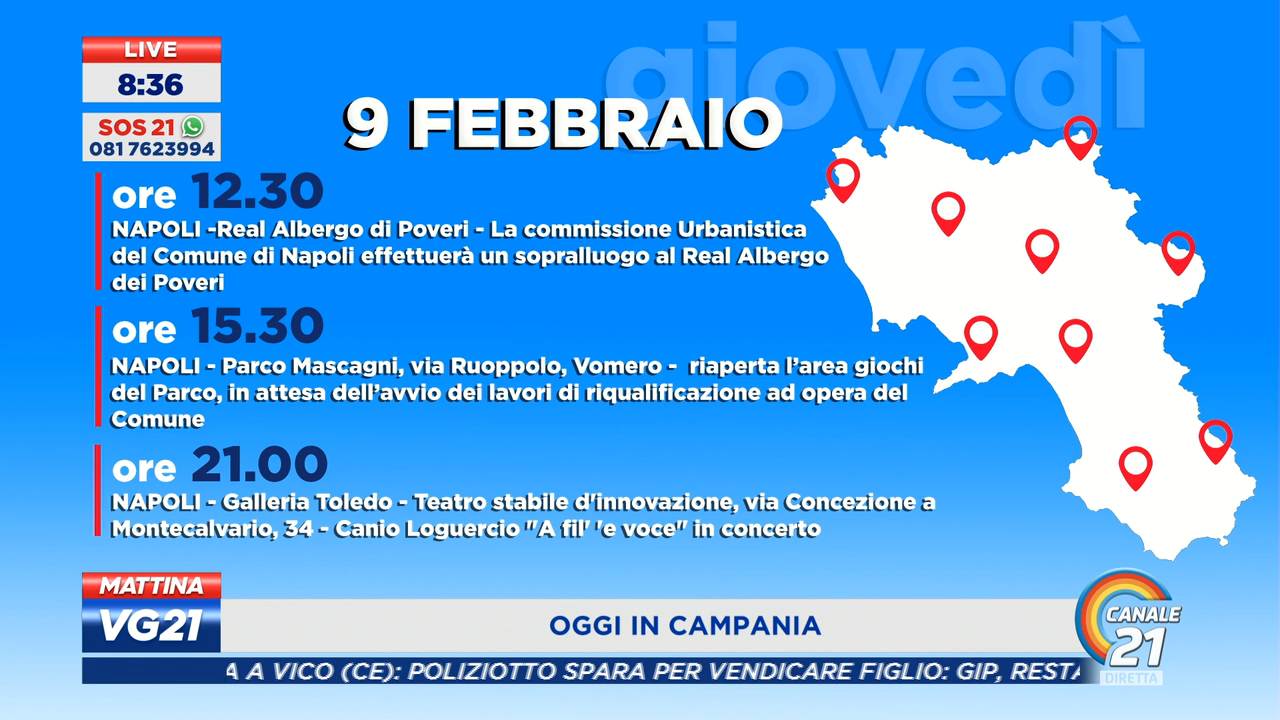 giovedì
LIVE
8:36
SOS 21
081 7623994
9 FEBBRAIO
ore 12.30
NAPOLI -Real Albergo di Poveri - La commissione Urbanistica
del Comune di Napoli effettuerà un sopralluogo al Real Albergo
dei Poveri
ore 15.30
NAPOLI - Parco Mascagni, via Ruoppolo, Vomero - riaperta l’area giochi
del Parco, in attesa dell’avvio dei lavori di riqualificazione ad opera del
Comune
ore 21.00
NAPOLI - Galleria Toledo - Teatro stabile d'innovazione, via Concezione a
Montecalvario, 34 - Canio Loguercio "A fil' 'e voce" in concerto
MATTINA
VG21
OGGI IN CAMPANIA
CANALE
21
DIRETTA
A A VICO (CE): POLIZIOTTO SPARA PER VENDICARE FIGLIO: GIP, RESTA